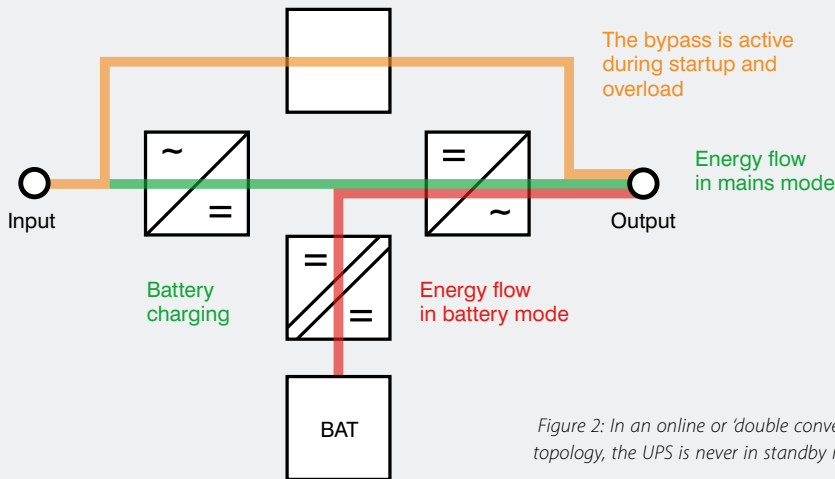 The bypass is active
during startup and
overload
~
=
=
~
Energy flow
in mains mode
Input
Output
=
=
Battery
charging
Energy flow
in battery mode
BAT
Figure 2: In an online or ‘double conve
topology, the UPS is never in standby